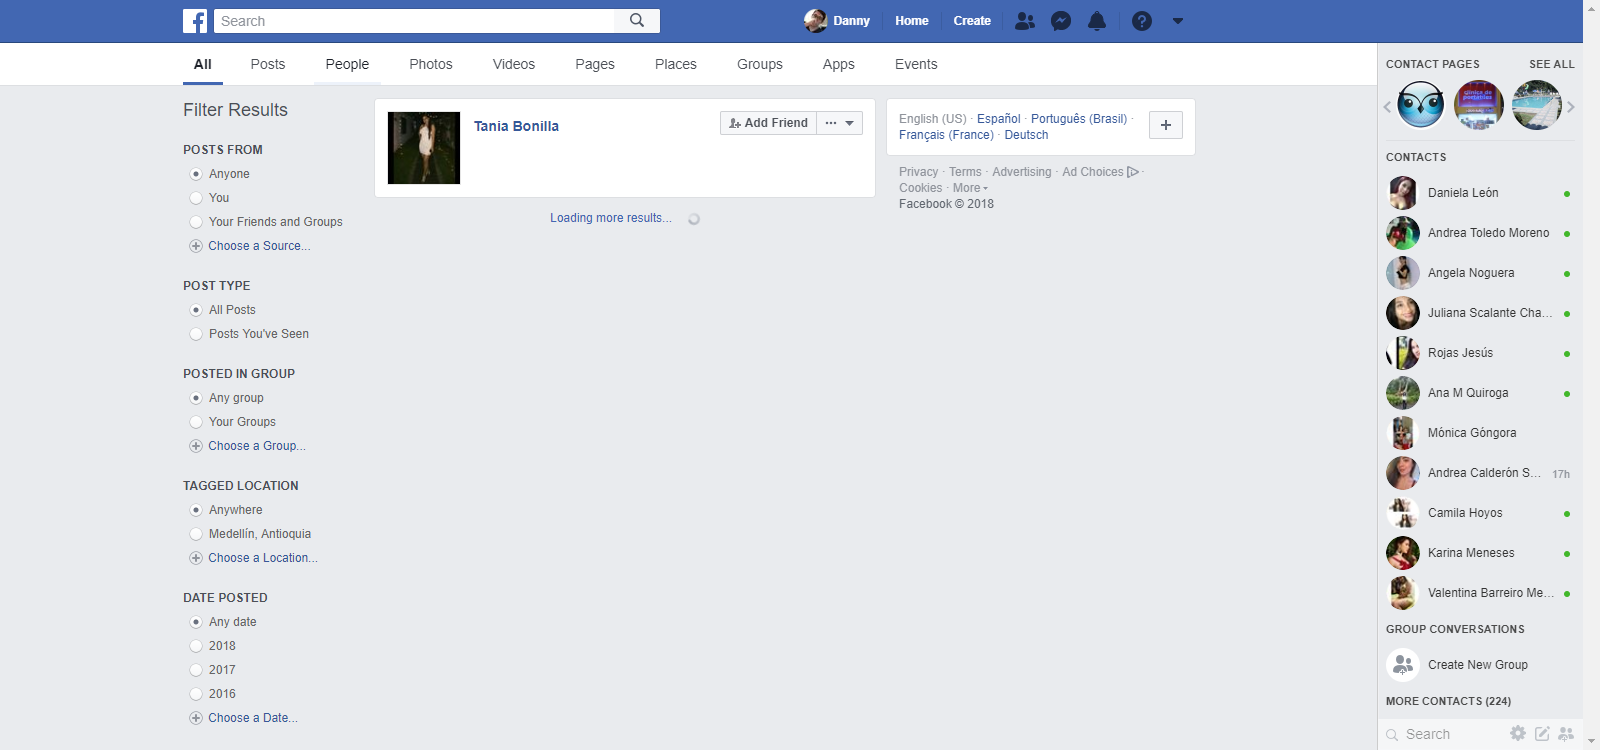 Search
Danny
Home
Create
All
Posts
People
Photos
Videos
Pages
Places
Groups
Apps
Events
Filter Results
POSTS FROM
Anyone
You
Your Friends and Groups
Choose a Source...
POST TYPE
All Posts
Posts You've Seen
POSTED IN GROUP
Any group
Your Groups
Choose a Group...
TAGGED LOCATION
Anywhere
Medellín, Antioquia
Choose a Location...
DATE POSTED
Any date
2018
2017
2016
Choose a Date...
Tania Bonilla
Add Friend
Loading more results...
English (US) · Español · Português (Brasil) ·
Français (France) · Deutsch
Privacy · Terms · Advertising · Ad Choices ·
Cookies · More
Facebook © 2018
CONTACT PAGES
SEE ALL
CONTACTS
Daniela León
Andrea Toledo Moreno
Angela Noguera
Juliana Scalante Cha...
Rojas Jesús
Ana M Quiroga
Mónica Góngora
Andrea Calderón S...
17h
Camila Hoyos
Karina Meneses
Valentina Barreiro Me...
GROUP CONVERSATIONS
Create New Group
MORE CONTACTS (224)
Search